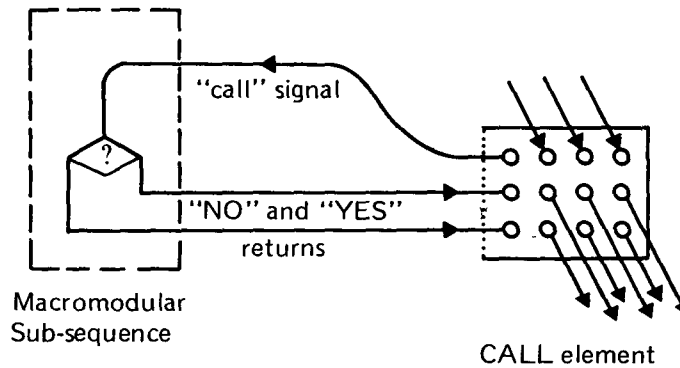 "call" signal
?
"NO" and "YES"
returns
Macromodular
Sub-sequence
CALL element